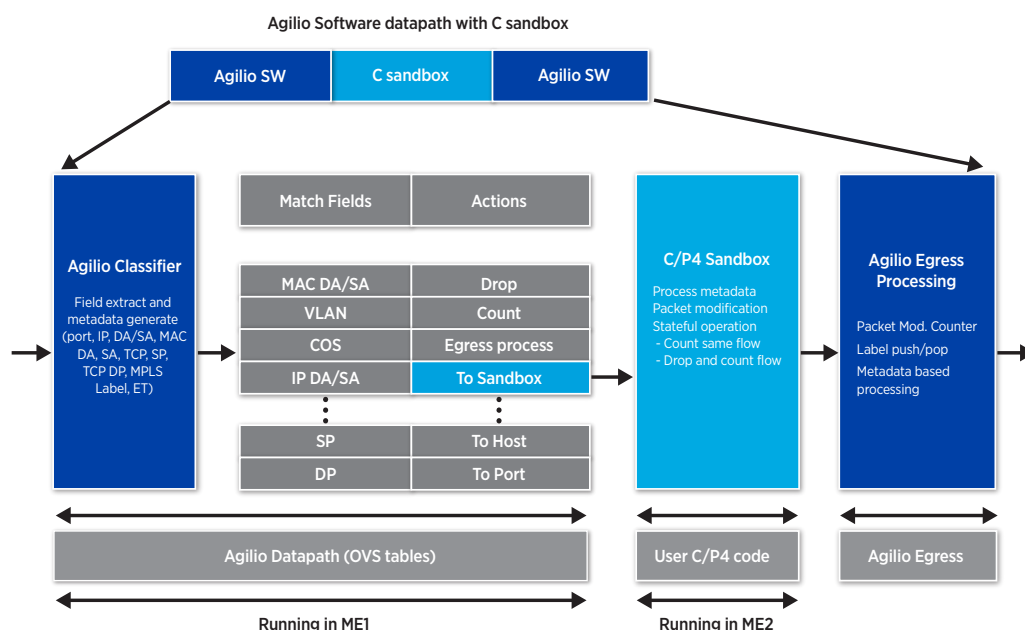 Agilio Software datapath with C sandbox
Agilio SW
C sandbox
Agilio SW
Agilio Classifier
Field extract and
metadata generate
(port, IP, DA/SA, MAC
DA, SA, TCP, SP,
TCP DP, MPLS
Label, ET)
Match Fields
Actions
MAC DA/SA
Drop
VLAN
Count
COS
Egress process
IP DA/SA
To Sandbox
SP
To Host
DP
To Port
C/P4 Sandbox
Process metadata
Packet modification
Stateful operation
- Count same flow
- Drop and count flow
Agilio Egress
Processing
Packet Mod. Counter
Label push/pop
Metadata based
processing
Agilio Datapath (OVS tables)
User C/P4 code
Agilio Egress
Running in ME1
Running in ME2